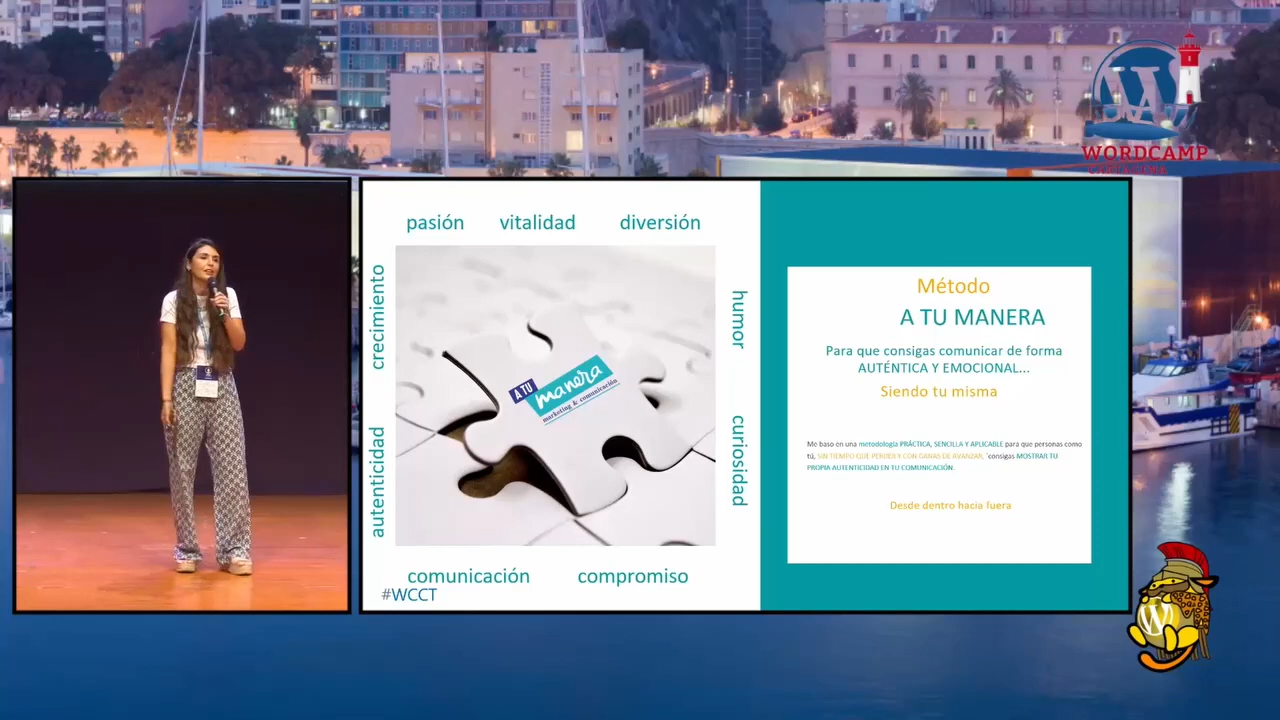 WORDCAMP
CARTAGENA
pasión vitalidad diversión
crecimiento
autenticidad
A TU
manera
marketing & comunicación
humor
curiosidad
comunicación compromiso
#WCCT
Método
A TU MANERA
Para que consigas comunicar de forma
AUTÉNTICA Y EMOCIONAL...
Siendo tu misma
Me baso en una metodología PRÁCTICA, SENCILLA Y APLICABLE para que personas como
tú, SIN TIEMPO QUE PERDER Y CON GANAS DE AVANZAR, `consigas MOSTRAR TU
PROPIA AUTENTICIDAD EN TU COMUNICACIÓN.
Desde dentro hacia fuera